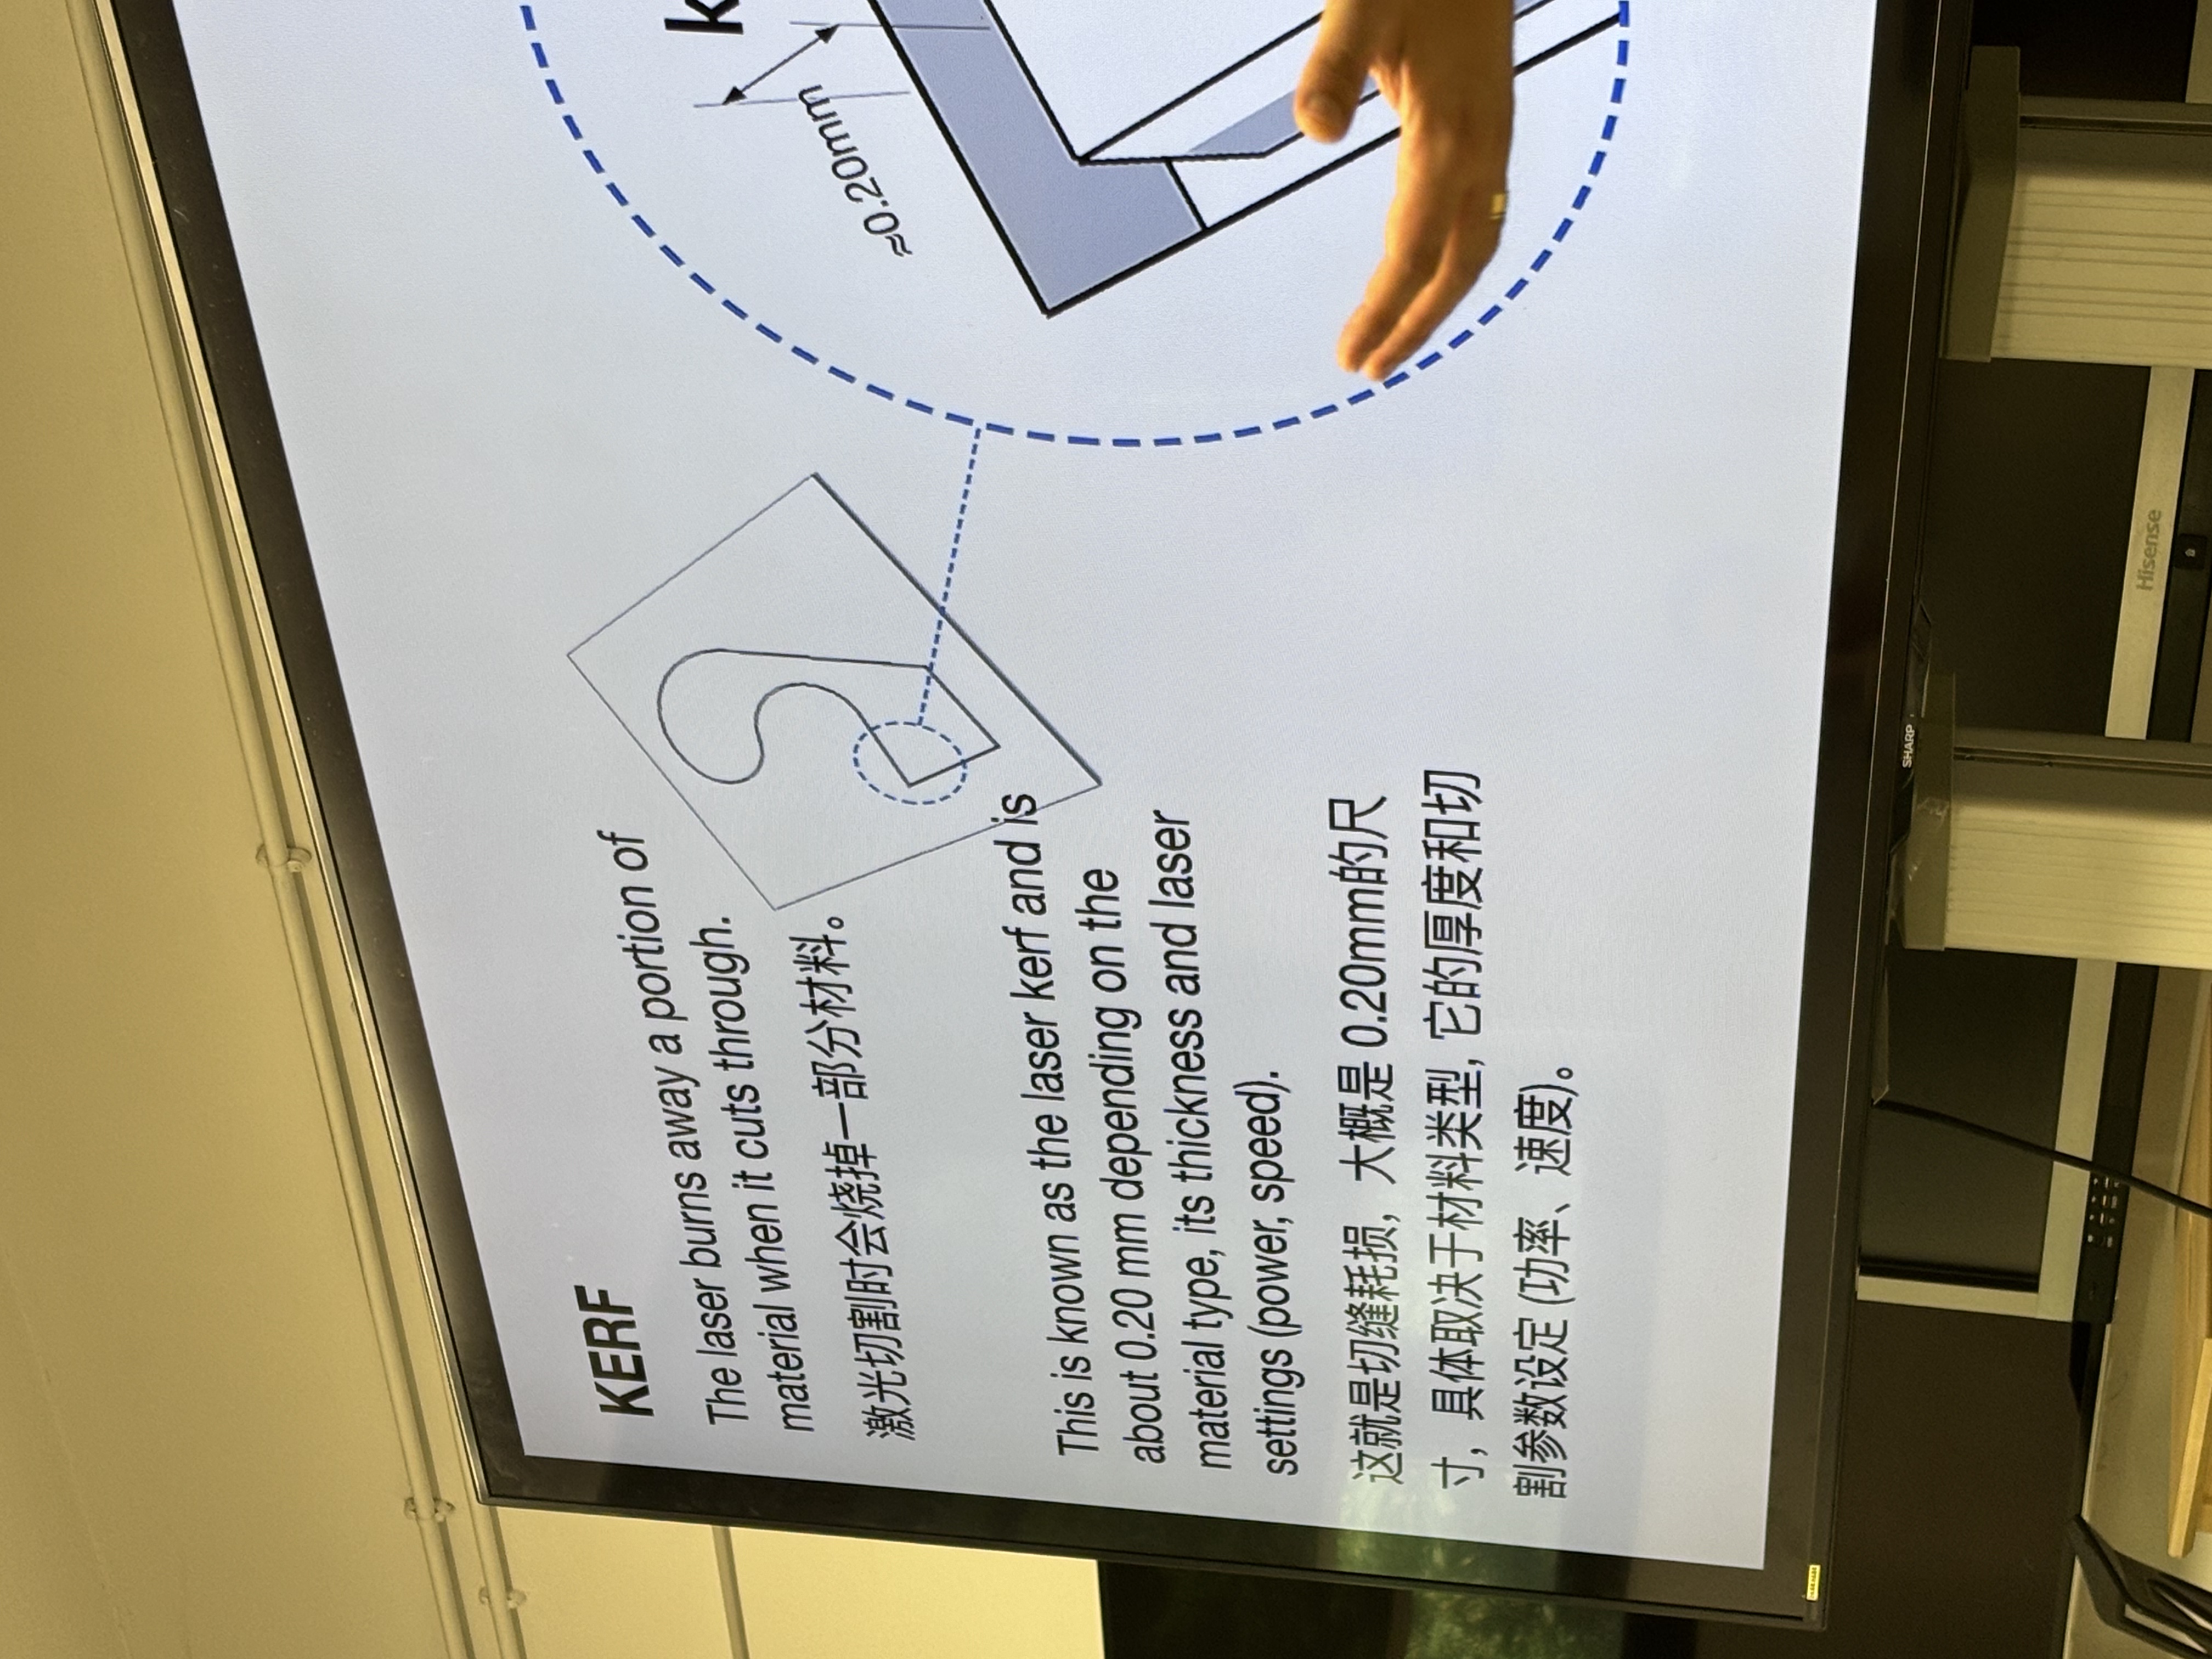 KERF
The laser burns away a portion of
material when it cuts through.
激光切割时会烧掉一部分材料。
This is known as the laser kerf and is
about 0.20 mm depending on the
material type, its thickness and laser
settings (power, speed).
这就是切缝耗损，大概是 0.20mm的尺
寸，具体取决于材料类型, 它的厚度和切
割参数设定 (功率、速度)。
k
≈0.20mm
SHARP
Hisense